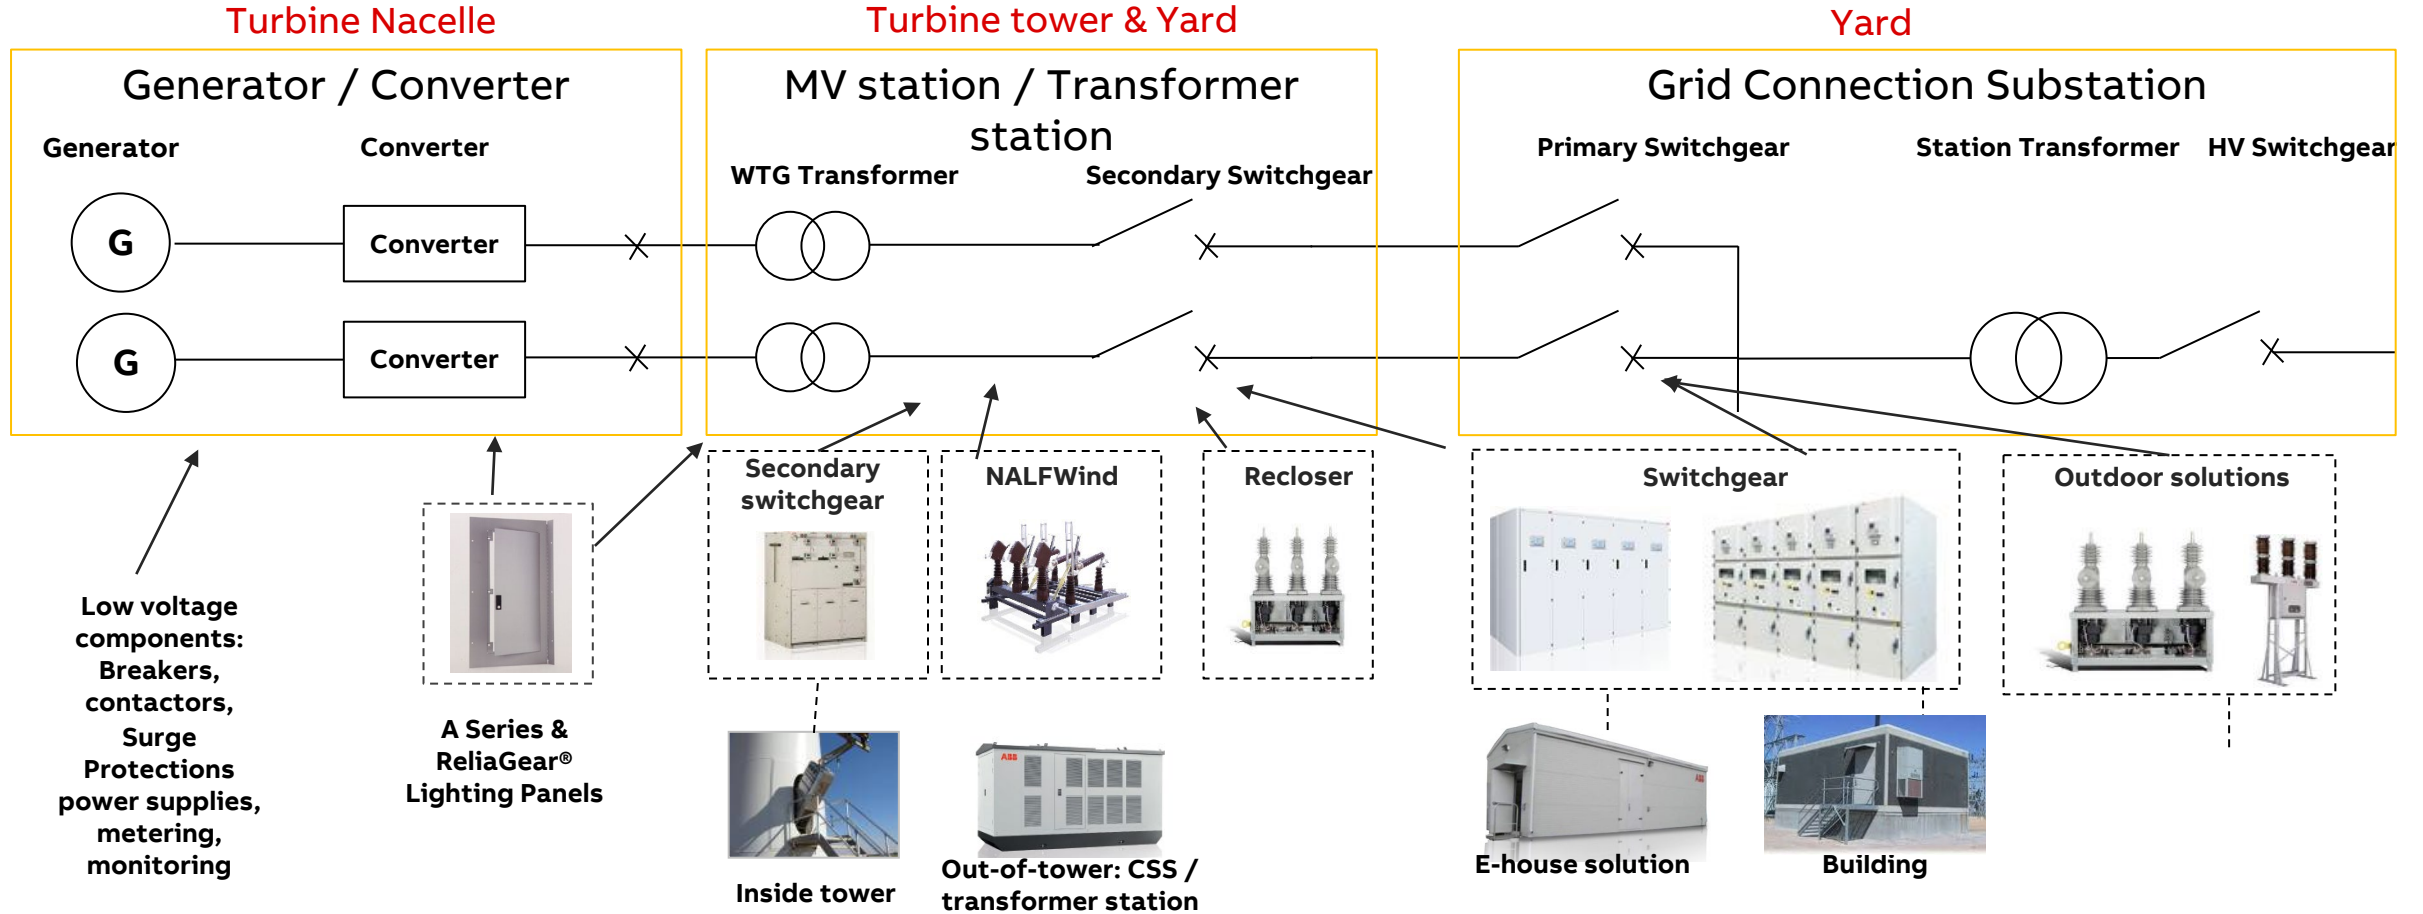 Turbine Nacelle
Turbine tower & Yard
Yard
Generator / Converter
MV station / Transformer
station
Grid Connection Substation
Generator
Converter
WTG Transformer
Secondary Switchgear
Primary Switchgear
Station Transformer
HV Switchgear
G
Converter
G
Converter
Low voltage
components:
Breakers,
contactors,
Surge
Protections
power supplies,
metering,
monitoring
A Series &
ReliaGear®
Lighting Panels
Secondary
switchgear
NALFWind
Recloser
Switchgear
Outdoor solutions
ABB
ABB
Inside tower
Out-of-tower: CSS /
transformer station
E-house solution
Building